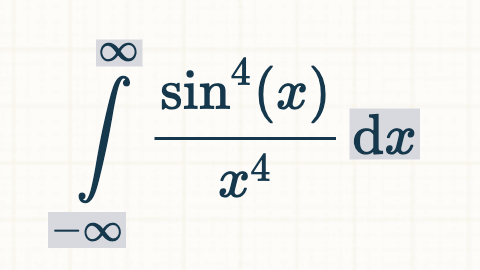 ∫_{−∞}^{∞} sin⁴(x)/x⁴ dx